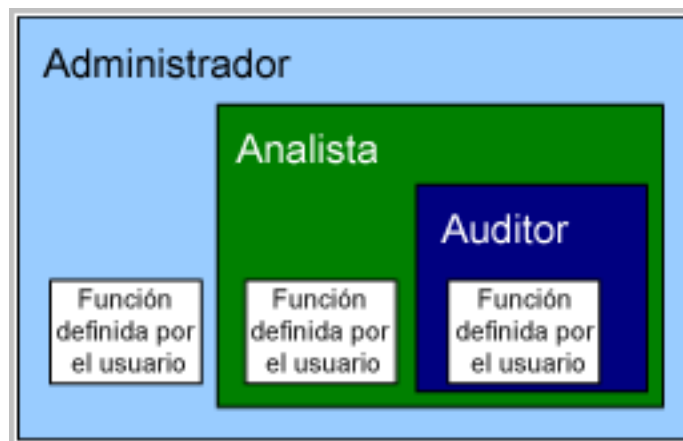 Administrador
Analista
Auditor
Función
definida por
el usuario
Función
definida por
el usuario
Función
definida por
el usuario